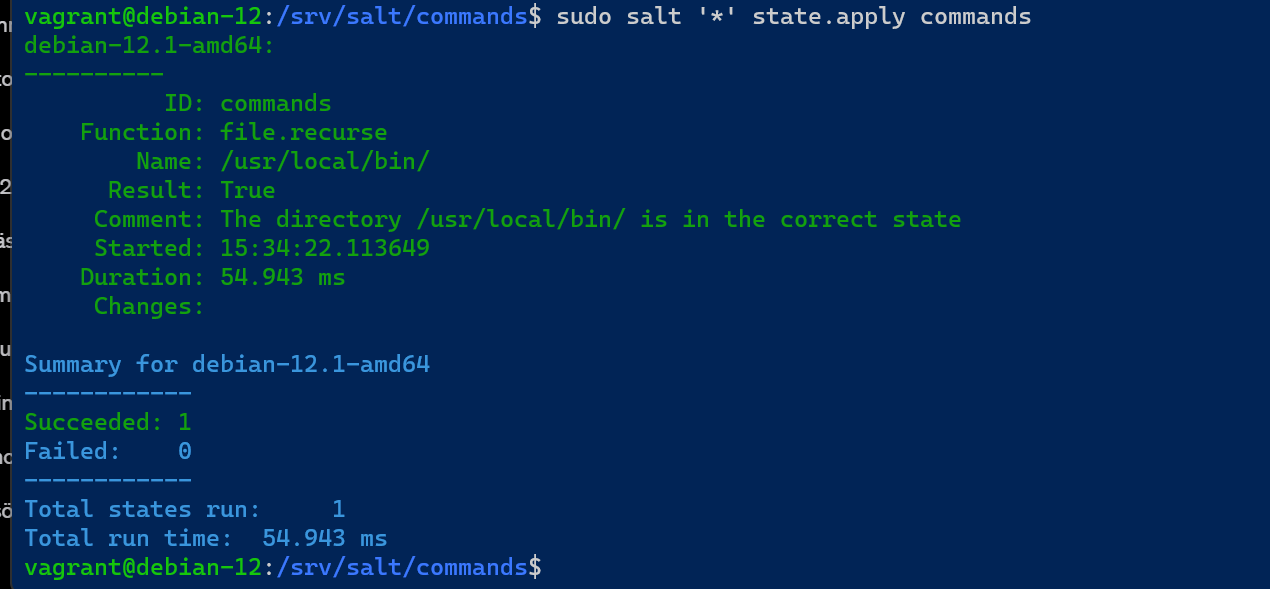 vagrant@debian-12:/srv/salt/commands$ sudo salt '*' state.apply commands
debian-12.1-amd64:
----------
          ID: commands
    Function: file.recurse
        Name: /usr/local/bin/
      Result: True
     Comment: The directory /usr/local/bin/ is in the correct state
     Started: 15:34:22.113649
    Duration: 54.943 ms
     Changes:

Summary for debian-12.1-amd64
------------
Succeeded: 1
Failed:    0
------------
Total states run:     1
Total run time:  54.943 ms
vagrant@debian-12:/srv/salt/commands$